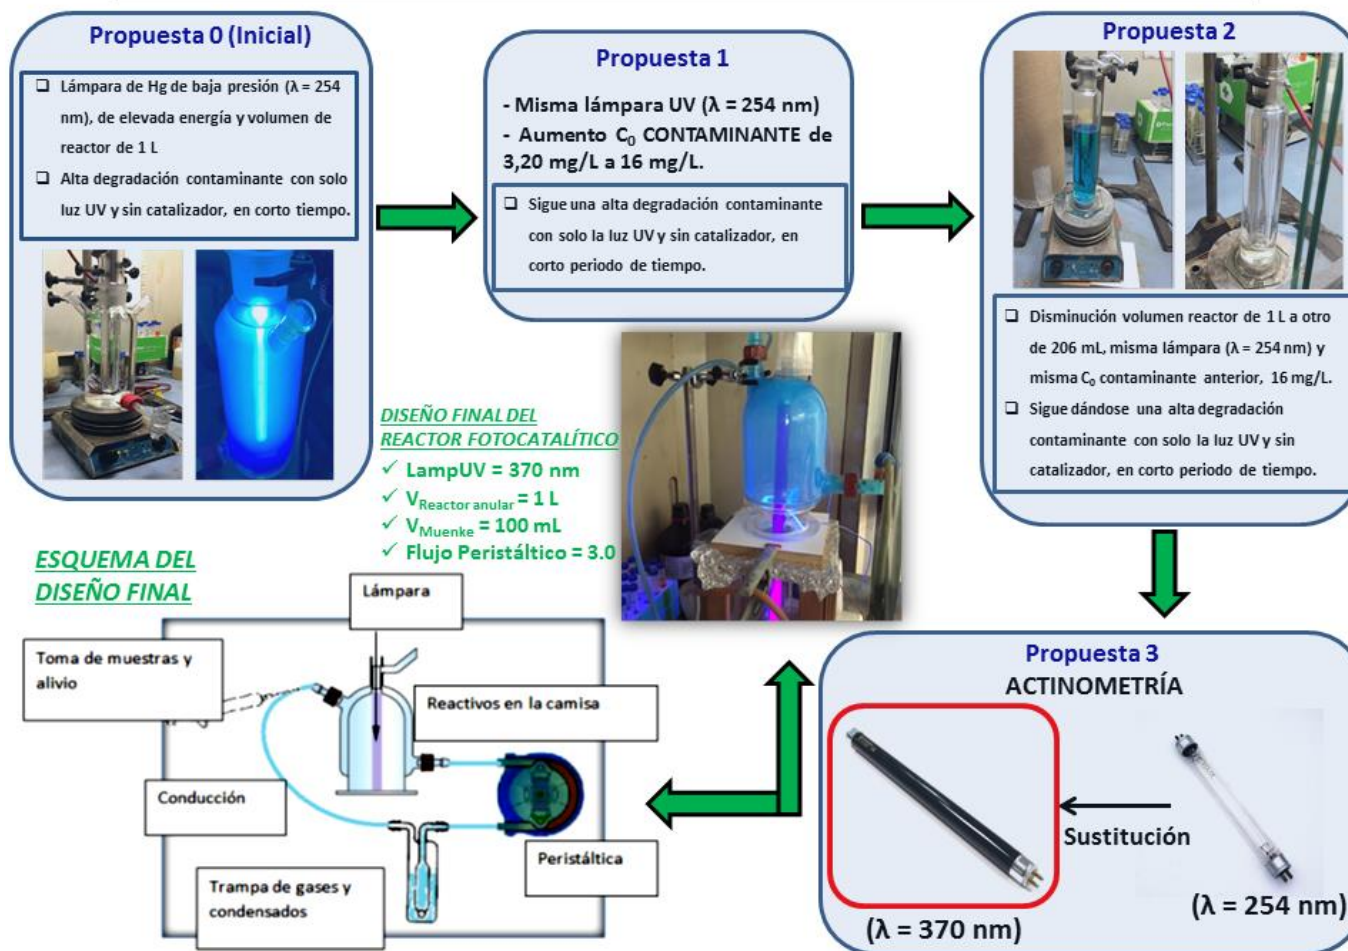 Propuesta 0 (Inicial)
❑ Lámpara de Hg de baja presión (λ = 254
nm), de elevada energía y volumen de
reactor de 1 L
❑ Alta degradación contaminante con solo
luz UV y sin catalizador, en corto tiempo.
Propuesta 1
- Misma lámpara UV (λ = 254 nm)
- Aumento C₀ CONTAMINANTE de
3,20 mg/L a 16 mg/L.
❑ Sigue una alta degradación contaminante
con solo la luz UV y sin catalizador, en
corto periodo de tiempo.
Propuesta 2
❑ Disminución volumen reactor de 1 L a otro
de 206 mL, misma lámpara (λ = 254 nm) y
misma C₀ contaminante anterior, 16 mg/L.
❑ Sigue dándose una alta degradación
contaminante con solo la luz UV y sin
catalizador, en corto periodo de tiempo.
DISEÑO FINAL DEL
REACTOR FOTOCATALÍTICO
✓ LampUV = 370 nm
✓ V Reactor anular = 1 L
✓ V Muenke = 100 mL
✓ Flujo Peristáltico = 3.0
ESQUEMA DEL
DISEÑO FINAL
Lámpara
Toma de muestras y
alivio
Reactivos en la camisa
Conducción
Peristáltica
Trampa de gases y
condensados
Propuesta 3
ACTINOMETRÍA
Sustitución
(λ = 370 nm)
(λ = 254 nm)